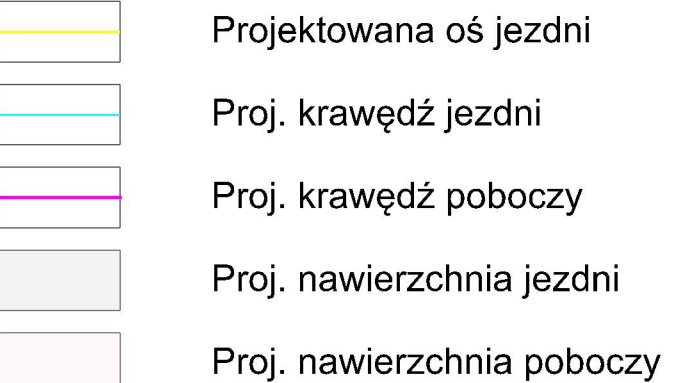 Projektowana oś jezdni
Proj. krawędź jezdni
Proj. krawędź poboczy
Proj. nawierzchnia jezdni
Proj. nawierzchnia poboczy